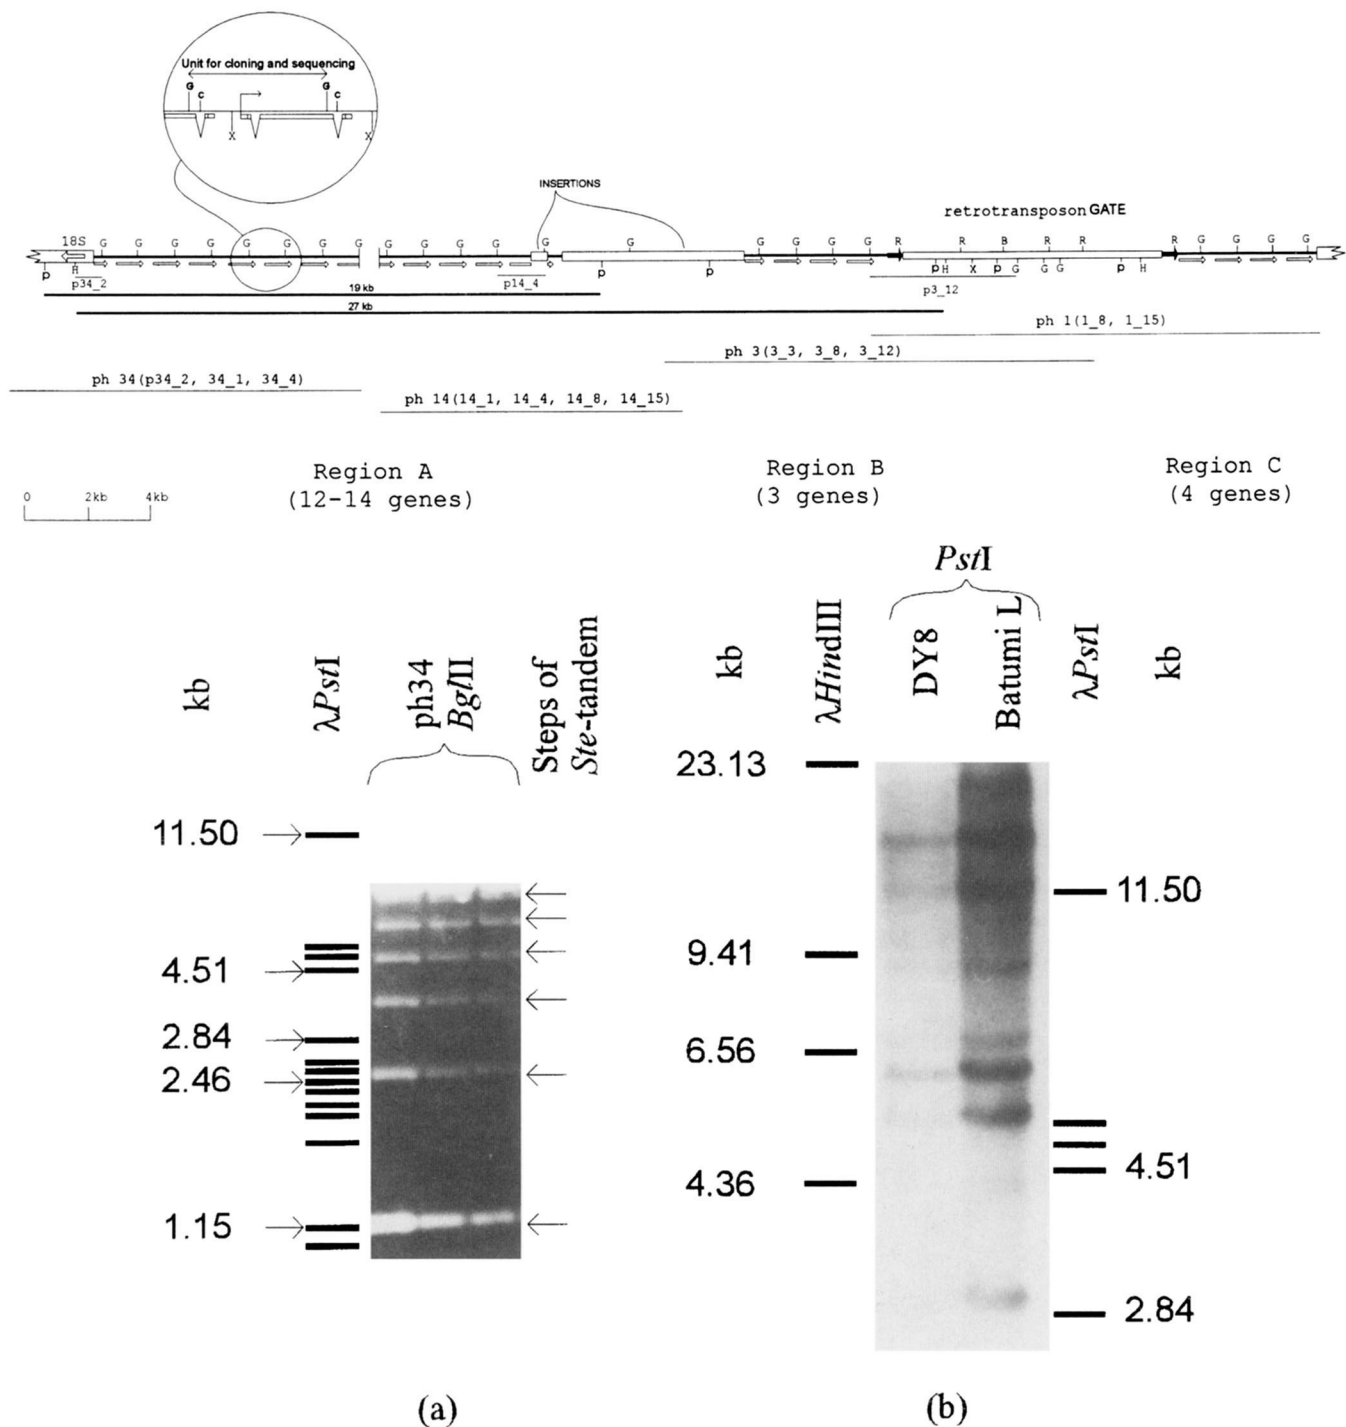 Unit for cloning and sequencing
G G
C C
X X
INSERTIONS
retrotransposon GATE
18S G G G G G G G G G G G G G G G G G G R R B R R R G G G G
P H P P P H X P G G G P H
p34_2 p14_4 p3_12
19 kb
27 kb
ph 1(1_8, 1_15)
ph 3(3_3, 3_8, 3_12)
ph 34(p34_2, 34_1, 34_4)
ph 14(14_1, 14_4, 14_8, 14_15)
Region A
(12-14 genes)
Region B
(3 genes)
Region C
(4 genes)
0 2kb 4kb
kb
λPstI
ph34
BglII
Steps of
Ste-tandem
11.50
4.51
2.84
2.46
1.15
(a)
PstI
kb
λHindIII
DY8
Batumi L
λPstI
kb
23.13
9.41
6.56
4.36
11.50
4.51
2.84
(b)